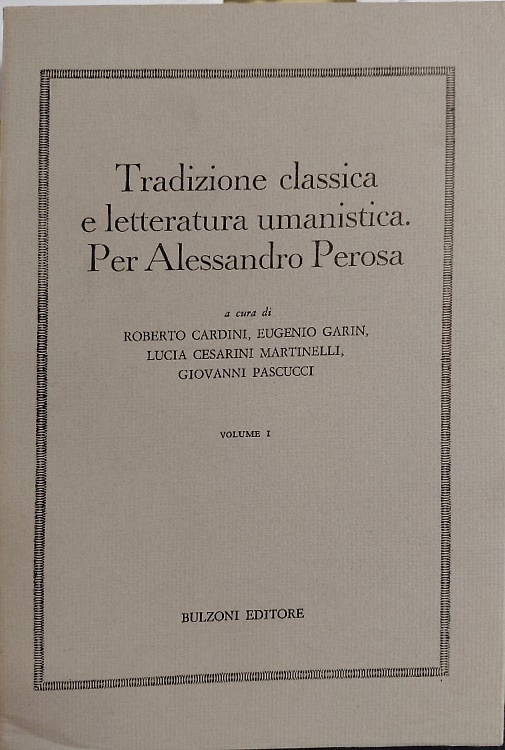 Tradizione classica
e letteratura umanistica.
Per Alessandro Perosa
a cura di
ROBERTO CARDINI, EUGENIO GARIN,
LUCIA CESARINI MARTINELLI,
GIOVANNI PASCUCCI
VOLUME I
BULZONI EDITORE